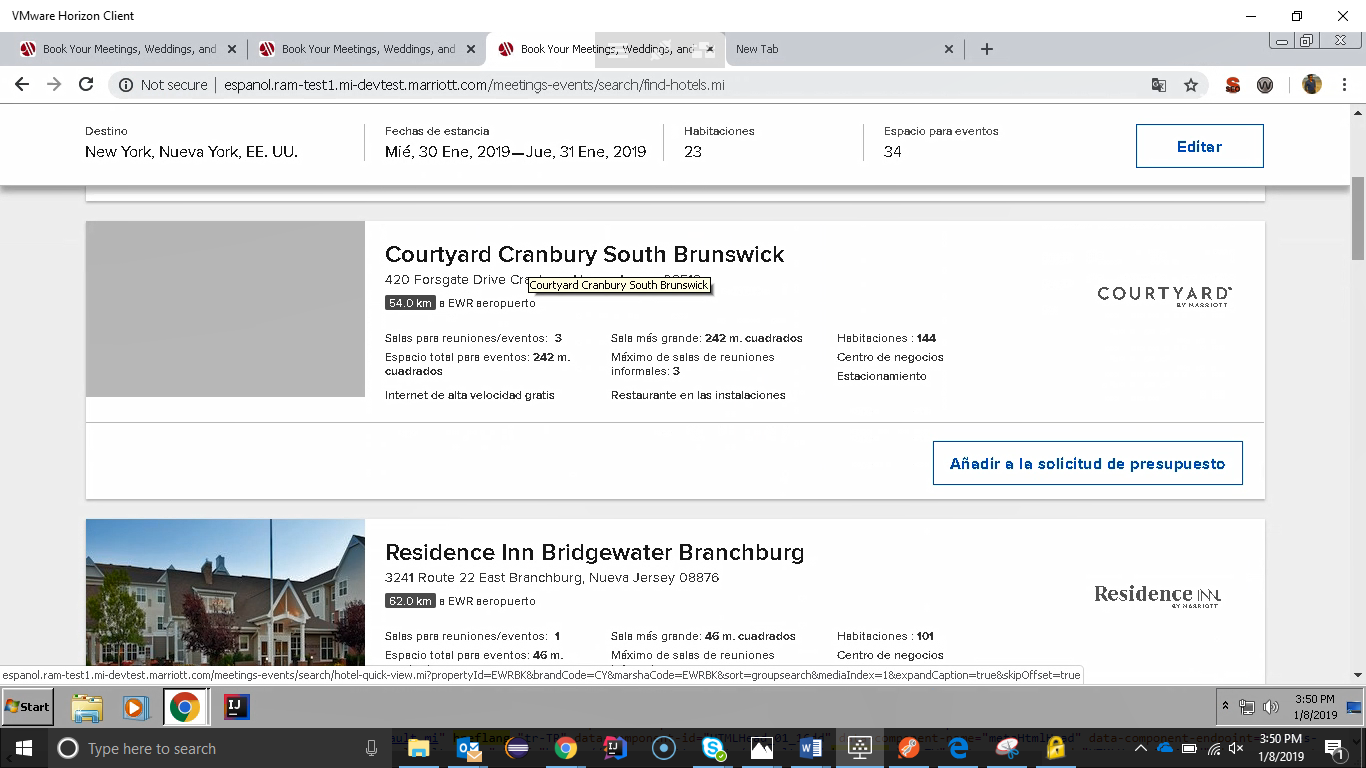 VMware Horizon Client
Book Your Meetings, Weddings, and
Book Your Meetings, Weddings, and
Book Your Meetings, Weddings, and
New Tab
Not secure | espanol.ram-test1.mi-devtest.marriott.com/meetings-events/search/find-hotels.mi
Destino
Fechas de estancia
Habitaciones
Espacio para eventos
New York, Nueva York, EE. UU.
Mié, 30 Ene, 2019—Jue, 31 Ene, 2019
23
34
Editar
Courtyard Cranbury South Brunswick
420 Forsgate Drive
Courtyard Cranbury South Brunswick
54.0 km a EWR aeropuerto
COURTYARD
BY MARRIOTT
Salas para reuniones/eventos: 3
Sala más grande: 242 m. cuadrados
Habitaciones : 144
Espacio total para eventos: 242 m.
cuadrados
Máximo de salas de reuniones
informales: 3
Centro de negocios
Estacionamiento
Internet de alta velocidad gratis
Restaurante en las instalaciones
Añadir a la solicitud de presupuesto
Residence Inn Bridgewater Branchburg
3241 Route 22 East Branchburg, Nueva Jersey 08876
62.0 km a EWR aeropuerto
Residence INN.
BY MARRIOTT
Salas para reuniones/eventos: 1
Sala más grande: 46 m. cuadrados
Habitaciones : 101
Espacio total para eventos: 46 m.
Máximo de salas de reuniones
Centro de negocios
espanol.ram-test1.mi-devtest.marriott.com/meetings-events/search/hotel-quick-view.mi?propertyId=EWRBK&brandCode=CY&marshaCode=EWRBK&sort=groupsearch&mediaIndex=1&expandCaption=true&skipOffset=true
Start
3:50 PM
1/8/2019
Type here to search
3:50 PM
1/8/2019